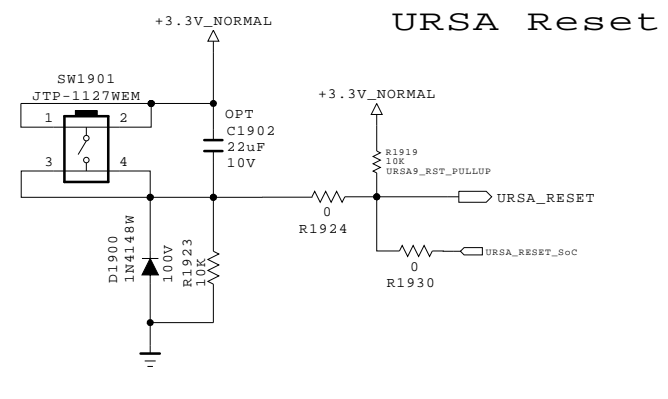 URSA Reset
+3.3V_NORMAL
SW1901
JTP-1127WEM
1 2
3 4
OPT
C1902
22uF
10V
+3.3V_NORMAL
R1919
10K
URSA9_RST_PULLUP
D1900
1N4148W
100V
R1923
10K
0
R1924
URSA_RESET
0
R1930
URSA_RESET_SoC